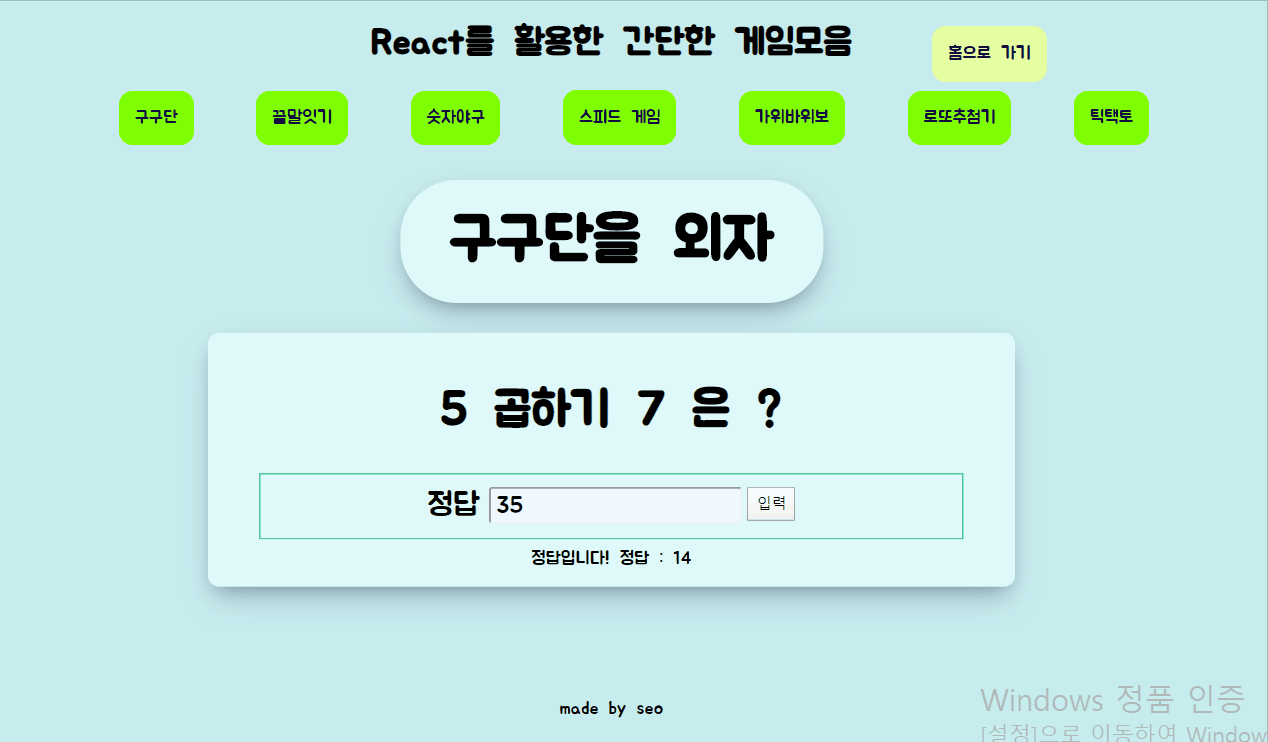 React를 활용한 간단한 게임모음
홈으로 가기
구구단 끝말잇기 숫자야구 스피드 게임 가위바위보 로또추첨기 틱택토
구구단을 외자
5 곱하기 7 은 ?
정답 35 입력
정답입니다! 정답 : 14
made by seo
Windows 정품 인증
[설정]으로 이동하여 Window